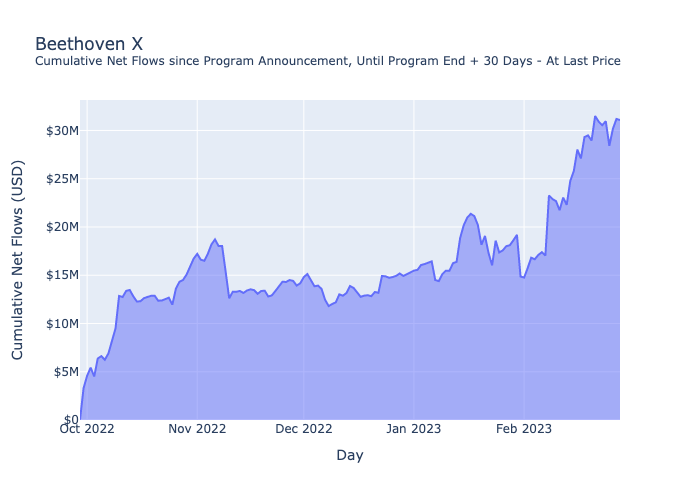 Beethoven X
Cumulative Net Flows since Program Announcement, Until Program End + 30 Days - At Last Price
Cumulative Net Flows (USD)
$30M
$25M
$20M
$15M
$10M
$5M
$0
Oct 2022 Nov 2022 Dec 2022 Jan 2023 Feb 2023
Day